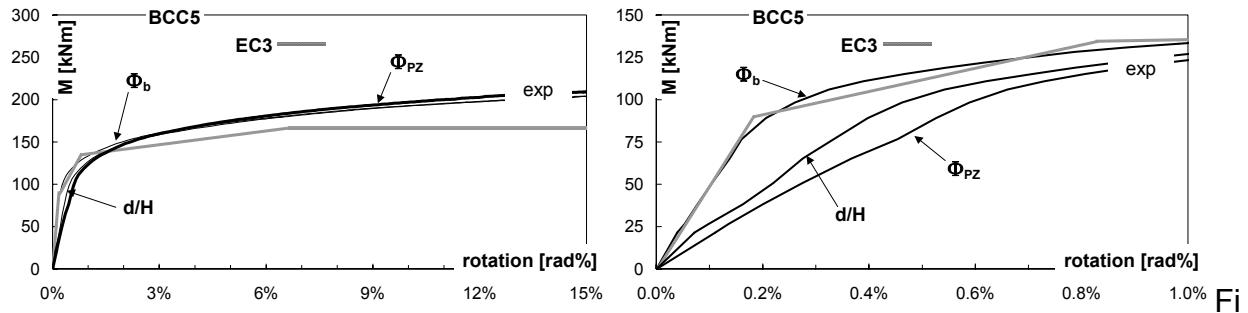 BCC5
EC3
M [kNm]
300
250
200
150
100
50
0
Φb
ΦPZ
exp
d/H
rotation [rad%]
0% 3% 6% 9% 12% 15%
BCC5
EC3
M [kNm]
150
125
100
75
50
25
0
Φb
exp
ΦPZ
d/H
rotation [rad%]
0.0% 0.2% 0.4% 0.6% 0.8% 1.0%
Fi